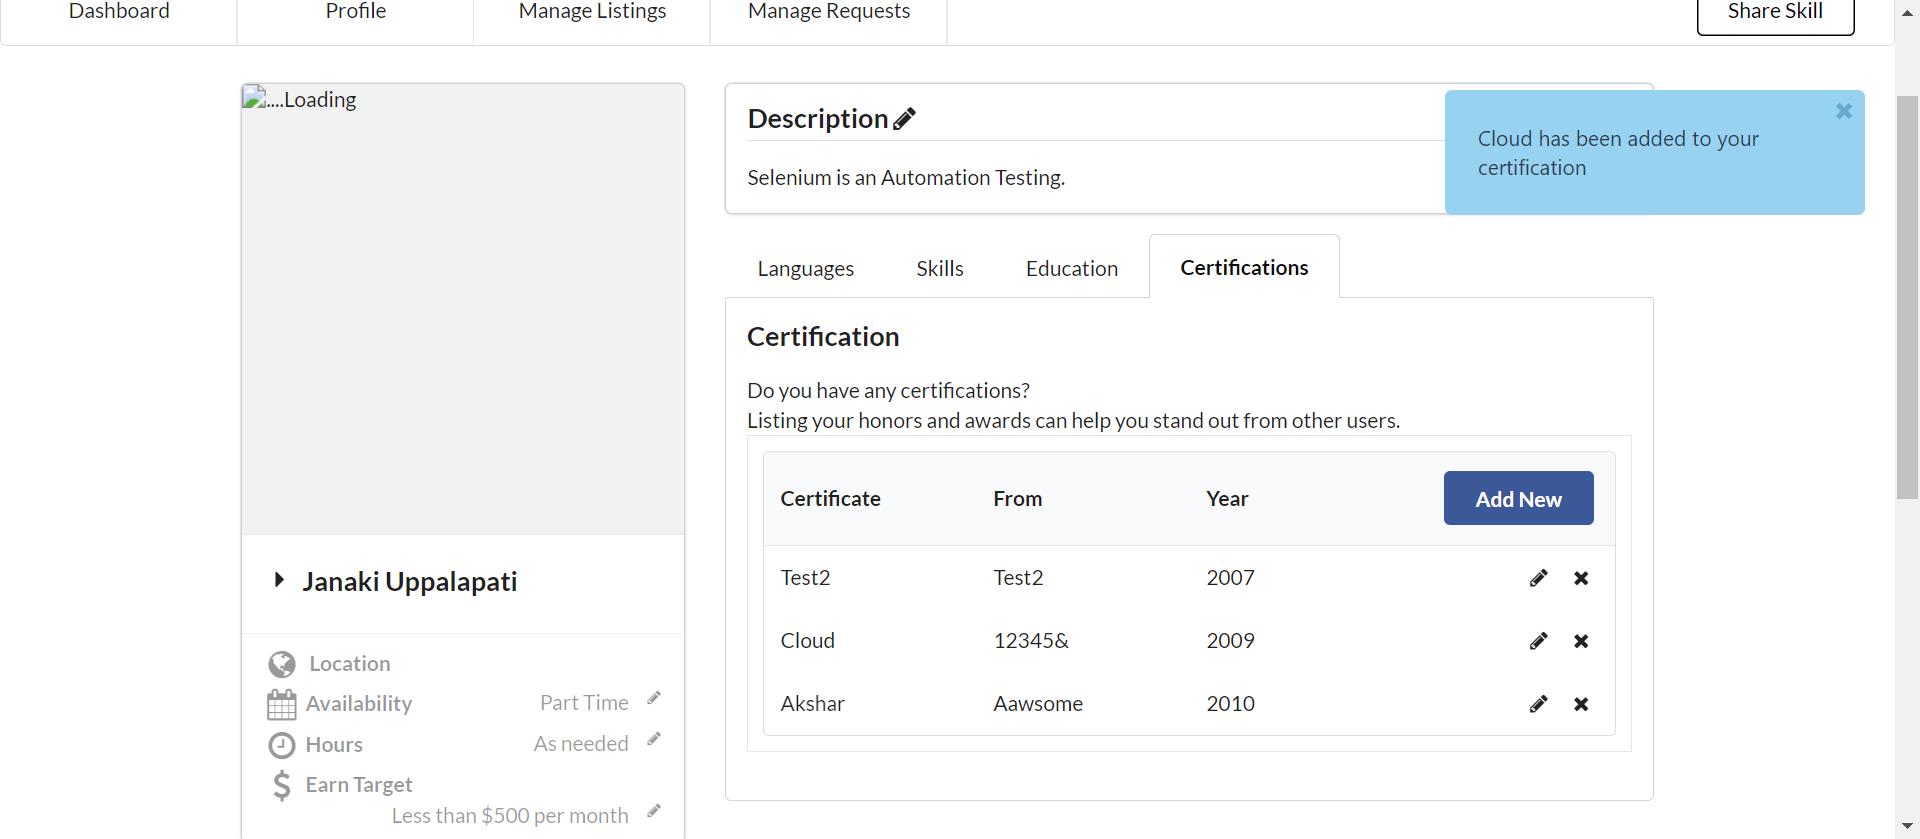 Dashboard
Profile
Manage Listings
Manage Requests
Share Skill
....Loading
Description
Selenium is an Automation Testing.
Cloud has been added to your
certification
Languages
Skills
Education
Certifications
Certification
Do you have any certifications?
Listing your honors and awards can help you stand out from other users.
Certificate From Year Add New
Test2 Test2 2007
Cloud 12345& 2009
Akshar Aawsome 2010
Janaki Uppalapati
Location
Availability Part Time
Hours As needed
Earn Target
Less than $500 per month